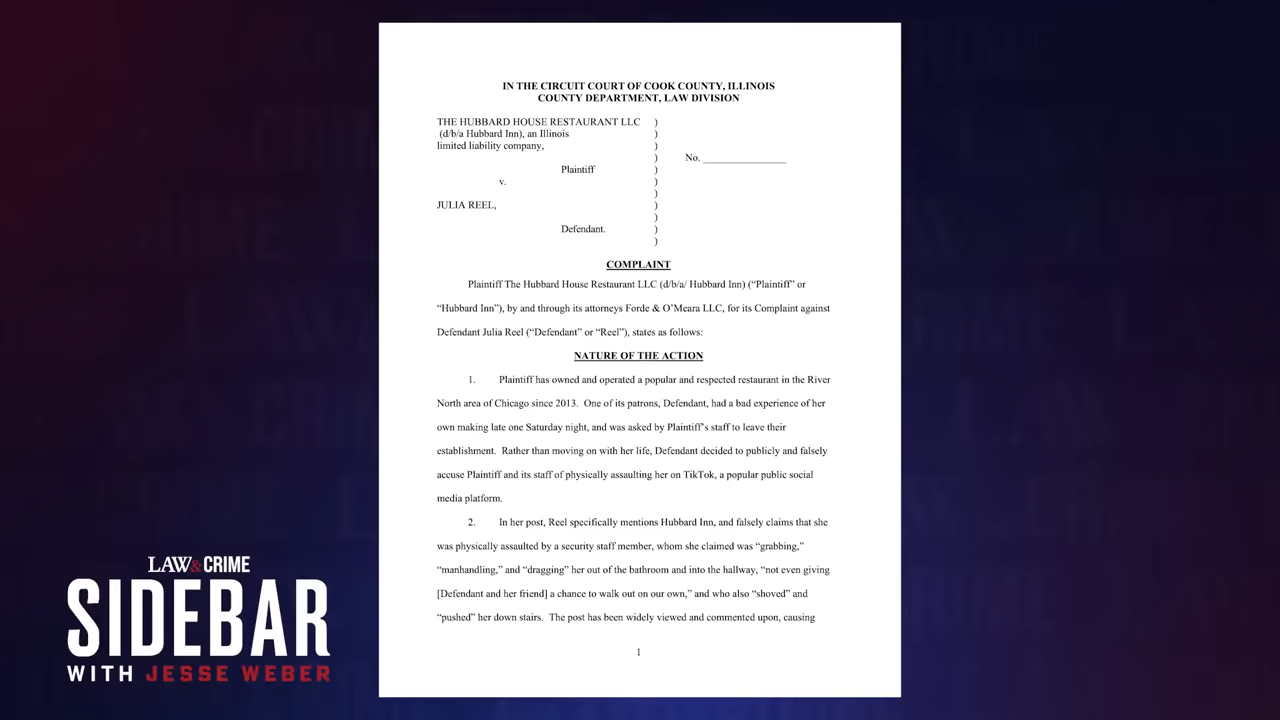 IN THE CIRCUIT COURT OF COOK COUNTY, ILLINOIS
COUNTY DEPARTMENT, LAW DIVISION
THE HUBBARD HOUSE RESTAURANT LLC )
(d/b/a Hubbard Inn), an Illinois )
limited liability company, )
) No. ________________
Plaintiff )
v. )
)
JULIA REEL, )
)
Defendant. )
)
COMPLAINT
Plaintiff The Hubbard House Restaurant LLC (d/b/a/ Hubbard Inn) (“Plaintiff” or
“Hubbard Inn”), by and through its attorneys Forde & O’Meara LLC, for its Complaint against
Defendant Julia Reel (“Defendant” or “Reel”), states as follows:
NATURE OF THE ACTION
1. Plaintiff has owned and operated a popular and respected restaurant in the River
North area of Chicago since 2013. One of its patrons, Defendant, had a bad experience of her
own making late one Saturday night, and was asked by Plaintiff’s staff to leave their
establishment. Rather than moving on with her life, Defendant decided to publicly and falsely
accuse Plaintiff and its staff of physically assaulting her on TikTok, a popular public social
media platform.
2. In her post, Reel specifically mentions Hubbard Inn, and falsely claims that she
was physically assaulted by a security staff member, whom she claimed was “grabbing,”
“manhandling,” and “dragging” her out of the bathroom and into the hallway, “not even giving
[Defendant and her friend] a chance to walk out on our own,” and who also “shoved” and
“pushed” her down stairs. The post has been widely viewed and commented upon, causing
1
LAW&CRIME
SIDEBAR
WITH JESSE WEBER